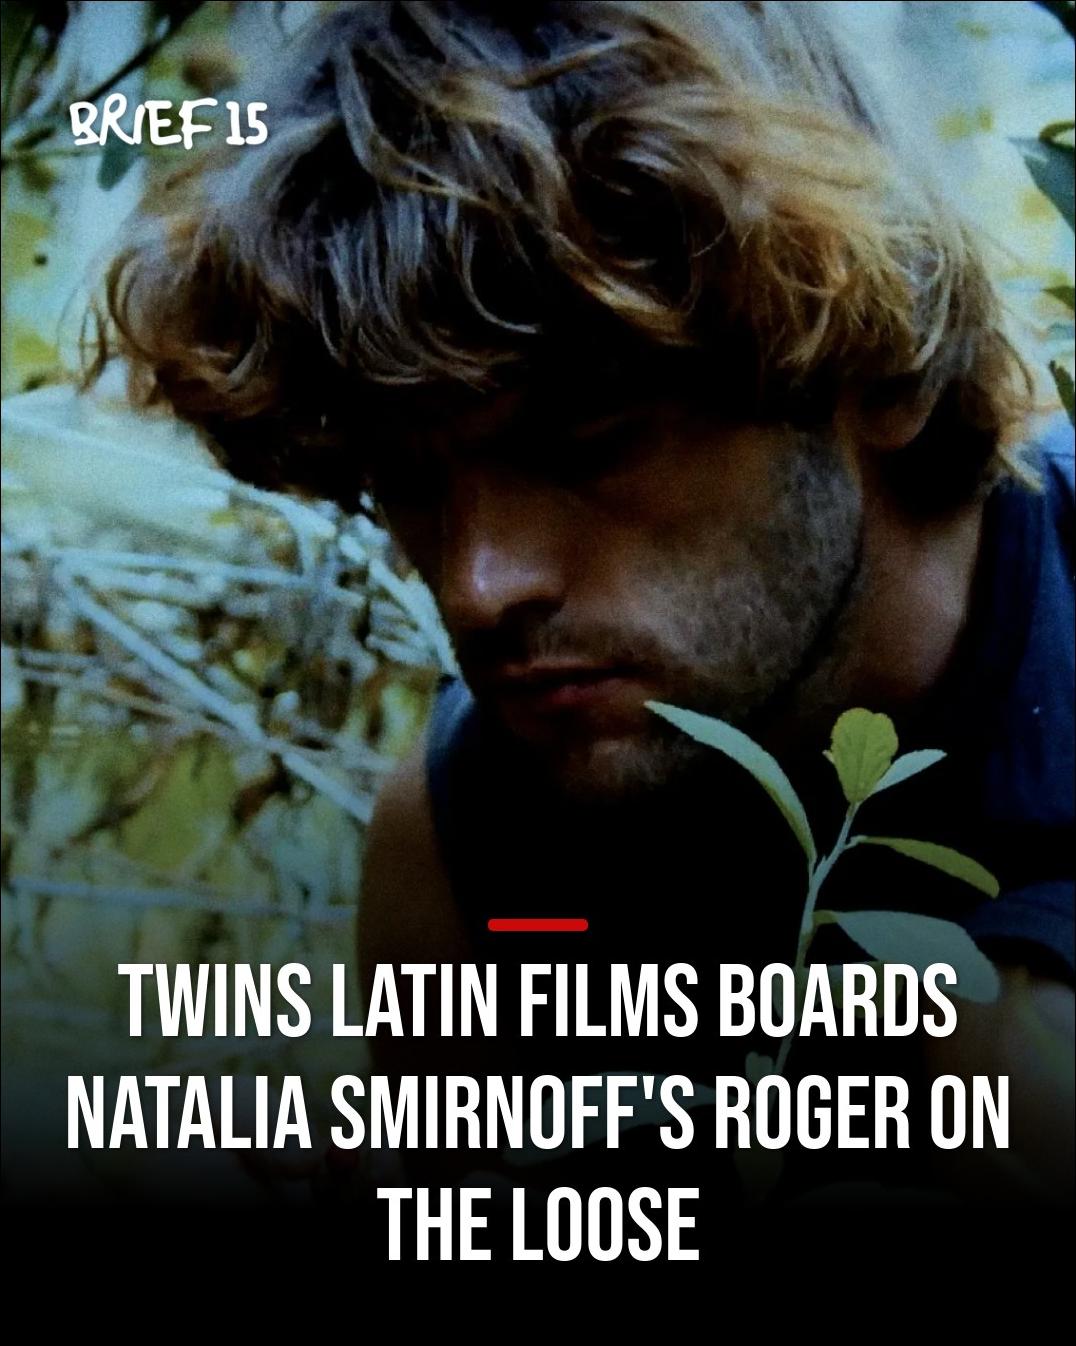 BRIEF 15
TWINS LATIN FILMS BOARDS
NATALIA SMIRNOFF'S ROGER ON
THE LOOSE